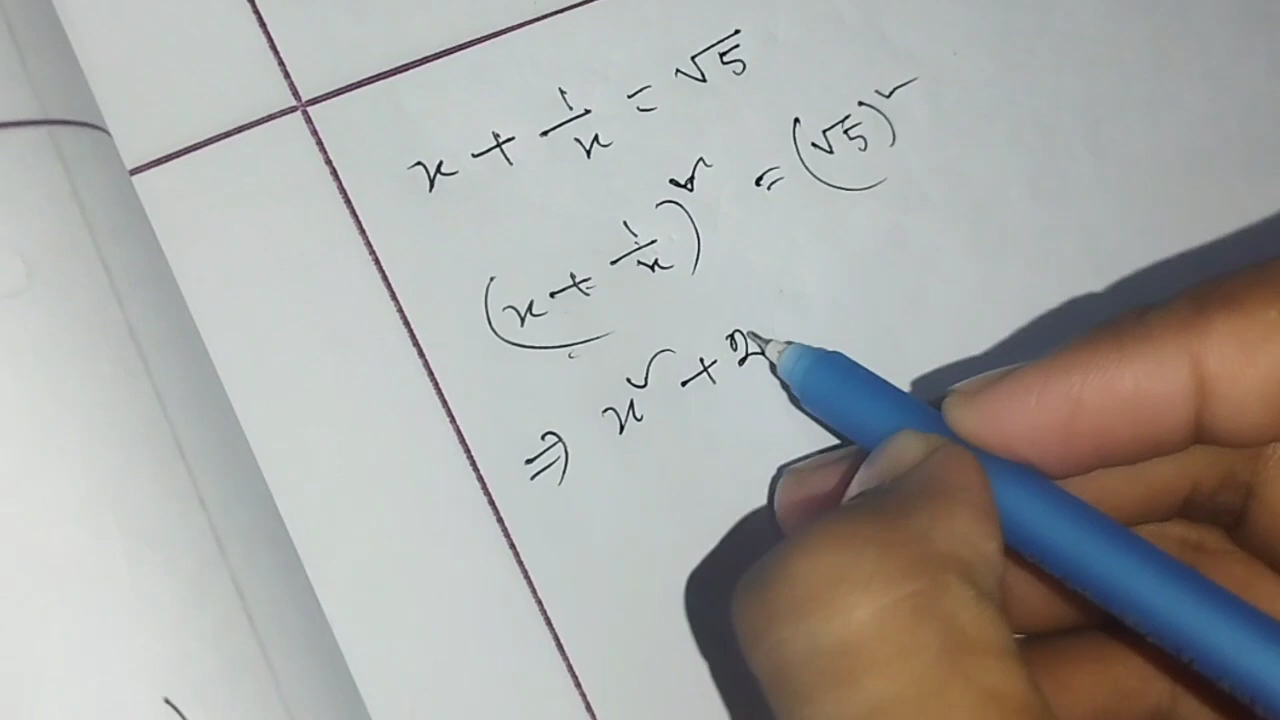 x + 1/x = √5
(x + 1/x)² = (√5)²
⇒ x² + 2